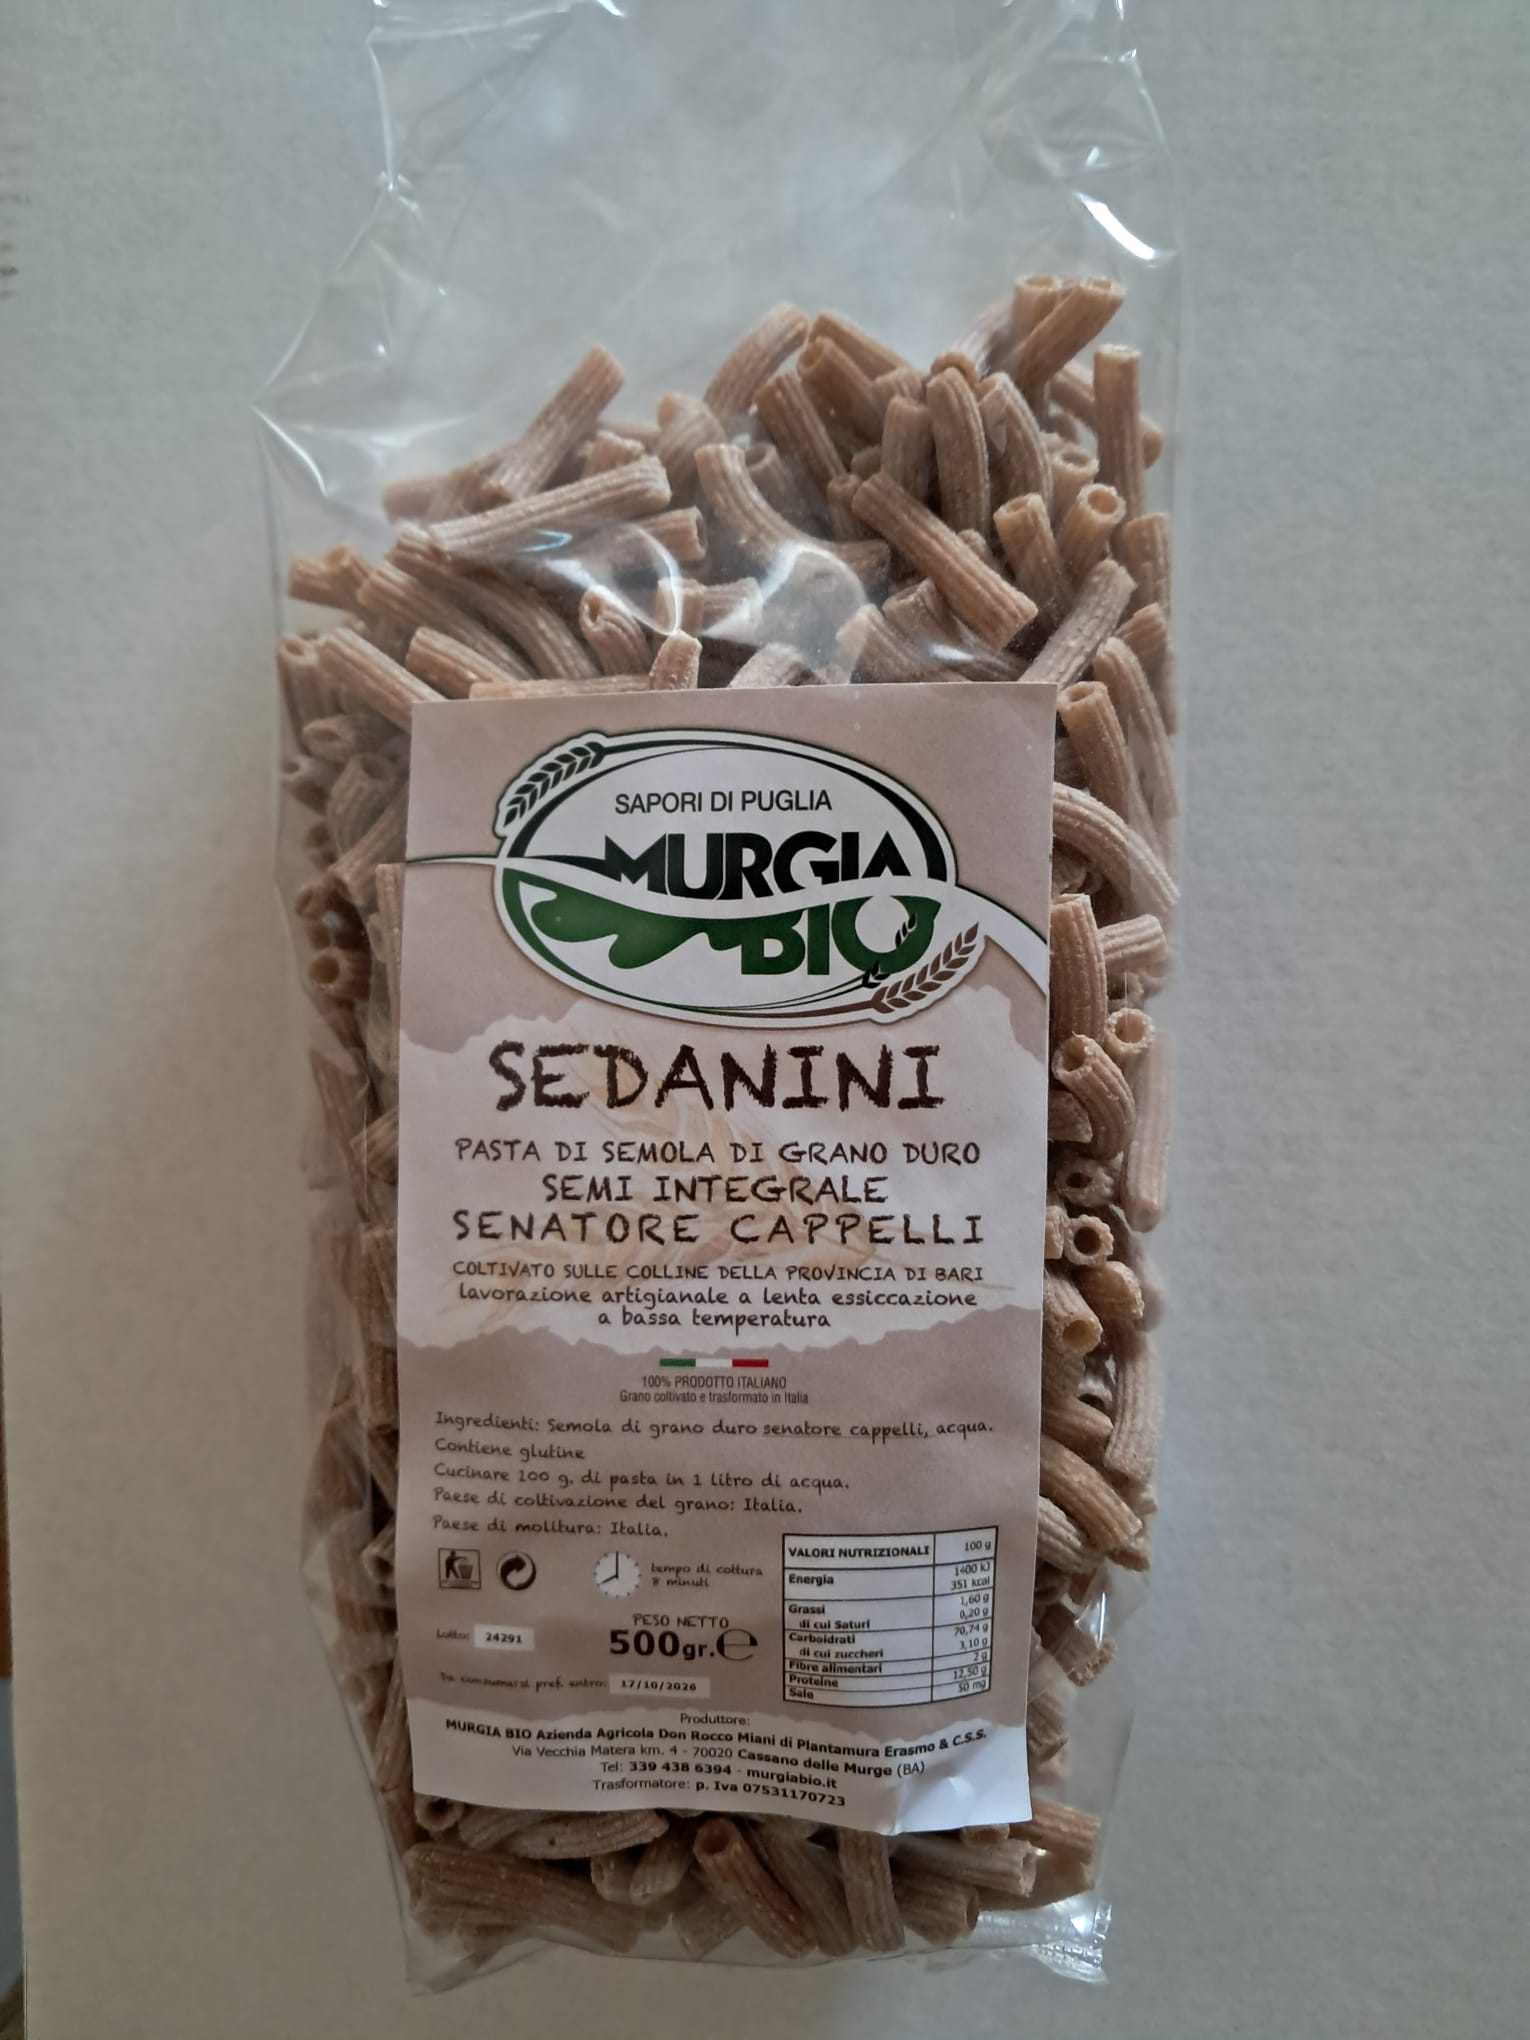 SAPORI DI PUGLIA
MURGIA
BIO
SEDANINI
PASTA DI SEMOLA DI GRANO DURO
SEMI INTEGRALE
SENATORE CAPPELLI
COLTIVATO SULLE COLLINE DELLA PROVINCIA DI BARI
lavorazione artigianale a lenta essiccazione
a bassa temperatura
100% PRODOTTO ITALIANO
Grano coltivato e trasformato in Italia
Ingredienti: Semola di grano duro senatore cappelli, acqua.
Contiene glutine
Cucinare 100 g. di pasta in 1 litro di acqua.
Paese di coltivazione del grano: Italia.
Paese di molitura: Italia.
tempo di cottura
8 minuti
PESO NETTO
500gr.℮
Lotto: 24291
Da consumarsi pref. entro: 17/10/2026
VALORI NUTRIZIONALI 100 g
Energia 1400 kJ
351 kcal
Grassi 1,60 g
di cui Saturi 0,20 g
Carboidrati 70,74 g
di cui zuccheri 3,10 g
Fibre alimentari 2 g
Proteine 12,50 g
Sale 50 mg
Produttore:
MURGIA BIO Azienda Agricola Don Rocco Miani di Plantamura Erasmo & C.S.S.
Via Vecchia Matera km. 4 - 70020 Cassano delle Murge (BA)
Tel: 339 438 6394 - murgiabio.it
Trasformatore: p. Iva 07531170723